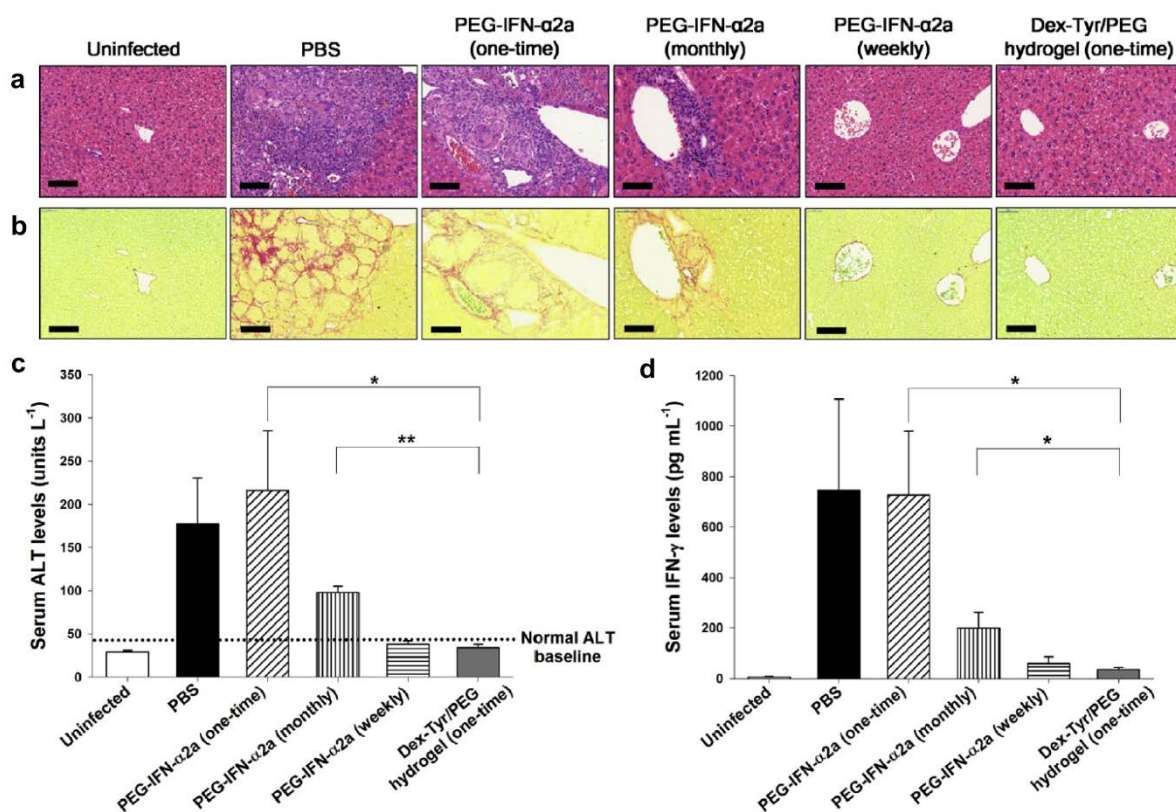 Uninfected
PBS
PEG-IFN-α2a
(one-time)
PEG-IFN-α2a
(monthly)
PEG-IFN-α2a
(weekly)
Dex-Tyr/PEG
hydrogel (one-time)
a
b
c
Serum ALT levels (units L⁻¹)
350
300
250
200
150
100
50
0
*
**
Normal ALT
baseline
Uninfected
PBS
PEG-IFN-α2a (one-time)
PEG-IFN-α2a (monthly)
PEG-IFN-α2a (weekly)
Dex-Tyr/PEG
hydrogel (one-time)
d
Serum IFN-γ levels (pg mL⁻¹)
1200
1000
800
600
400
200
0
*
*
Uninfected
PBS
PEG-IFN-α2a (one-time)
PEG-IFN-α2a (monthly)
PEG-IFN-α2a (weekly)
Dex-Tyr/PEG
hydrogel (one-time)